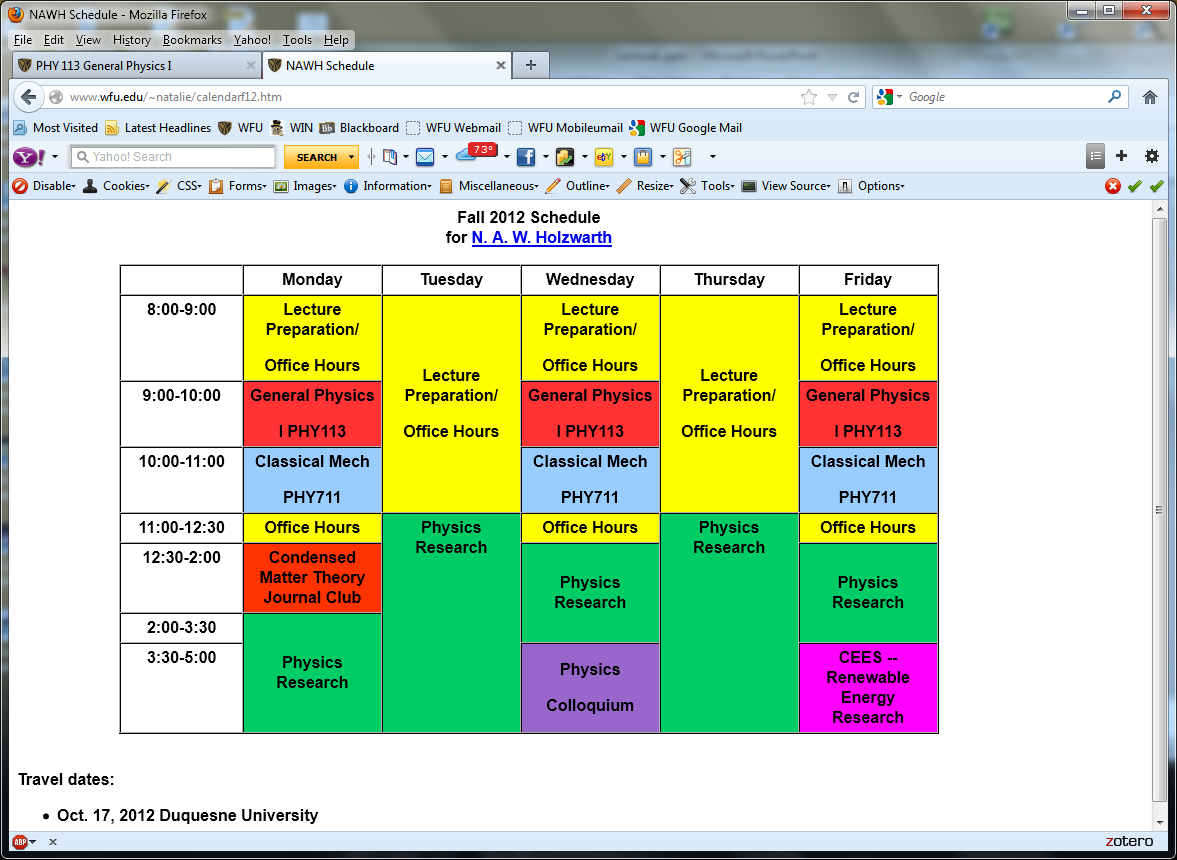 NAWH Schedule - Mozilla Firefox
File Edit View History Bookmarks Yahoo! Tools Help
PHY 113 General Physics I
NAWH Schedule
www.wfu.edu/~natalie/calendarf12.htm
Google
Most Visited Latest Headlines WFU WIN Bb Blackboard WFU Webmail WFU Mobileumail WFU Google Mail
Y! Yahoo! Search SEARCH 73° f ebY
Disable Cookies CSS Forms Images Information Miscellaneous Outline Resize Tools View Source Options
Fall 2012 Schedule
for N. A. W. Holzwarth
Monday Tuesday Wednesday Thursday Friday
8:00-9:00
Lecture
Preparation/
Office Hours
Lecture
Preparation/
Office Hours
Lecture
Preparation/
Office Hours
Lecture
Preparation/
Office Hours
Lecture
Preparation/
Office Hours
9:00-10:00
General Physics
I PHY113
General Physics
I PHY113
General Physics
I PHY113
10:00-11:00
Classical Mech
PHY711
Classical Mech
PHY711
Classical Mech
PHY711
11:00-12:30
Office Hours
Physics
Research
Office Hours
Physics
Research
Office Hours
12:30-2:00
Condensed
Matter Theory
Journal Club
Physics
Research
Physics
Research
2:00-3:30
Physics
Research
3:30-5:00
Physics
Colloquium
CEES --
Renewable
Energy
Research
Travel dates:
• Oct. 17, 2012 Duquesne University
ABP
zotero